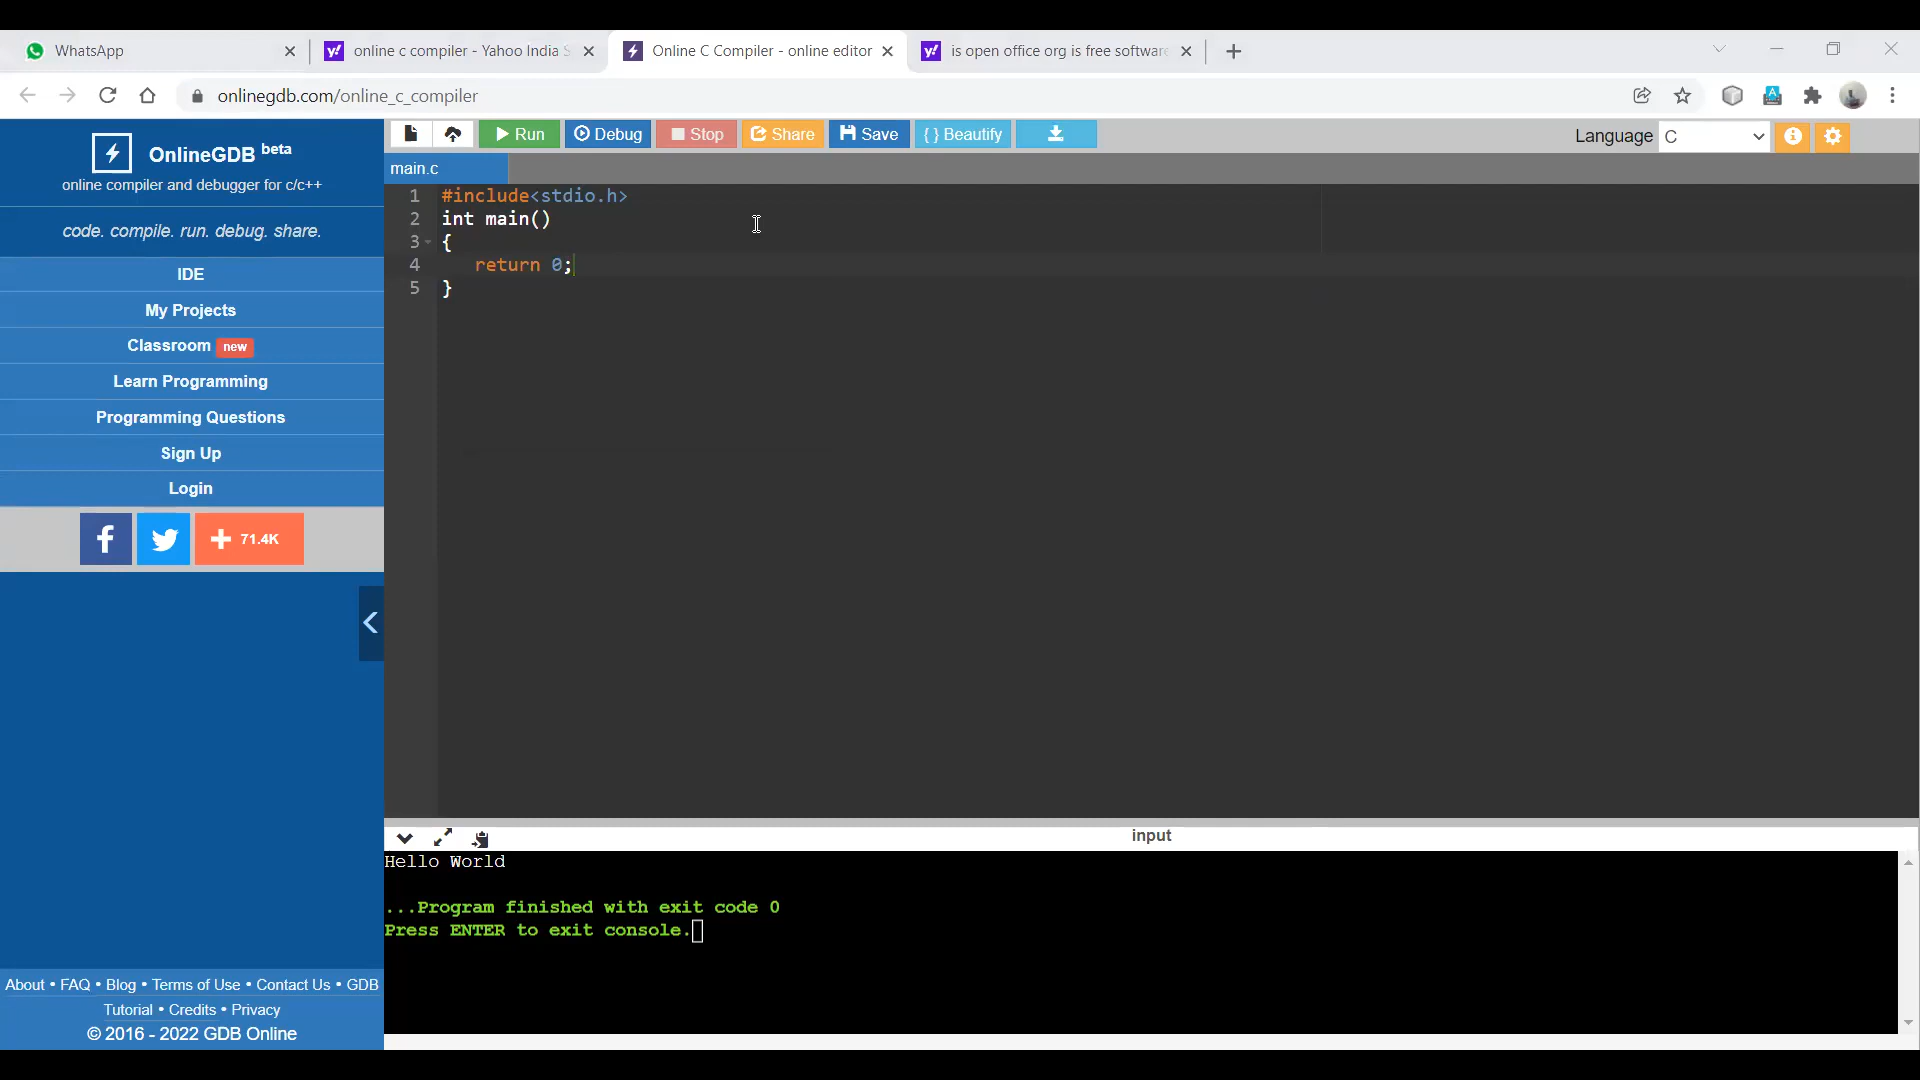 WhatsApp
online c compiler - Yahoo India S
Online C Compiler - online editor
is open office org is free software
onlinegdb.com/online_c_compiler
OnlineGDB beta
online compiler and debugger for c/c++
code. compile. run. debug. share.
IDE
My Projects
Classroom new
Learn Programming
Programming Questions
Sign Up
Login
71.4K
About • FAQ • Blog • Terms of Use • Contact Us • GDB
Tutorial • Credits • Privacy
© 2016 - 2022 GDB Online
Run Debug Stop Share Save { } Beautify
Language C
main.c
1 #include<stdio.h>
2 int main()
3 {
4 return 0;
5 }
input
Hello World
...Program finished with exit code 0
Press ENTER to exit console.